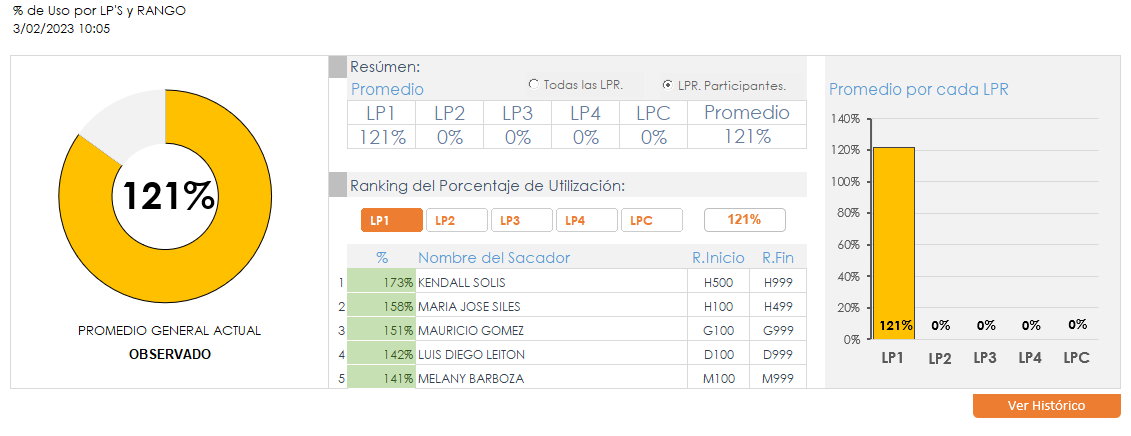 % de Uso por LP'S y RANGO
3/02/2023 10:05
121%
PROMEDIO GENERAL ACTUAL
OBSERVADO
Resúmen:
Promedio
Todas las LPR.
LPR. Participantes.
LP1 LP2 LP3 LP4 LPC Promedio
121% 0% 0% 0% 0% 121%
Ranking del Porcentaje de Utilización:
LP1 LP2 LP3 LP4 LPC 121%
% Nombre del Sacador R.Inicio R.Fin
1 173% KENDALL SOLIS H500 H999
2 158% MARIA JOSE SILES H100 H499
3 151% MAURICIO GOMEZ G100 G999
4 142% LUIS DIEGO LEITON D100 D999
5 141% MELANY BARBOZA M100 M999
Promedio por cada LPR
140%
120%
100%
80%
60%
40%
20%
0%
121% 0% 0% 0% 0%
LP1 LP2 LP3 LP4 LPC
Ver Histórico